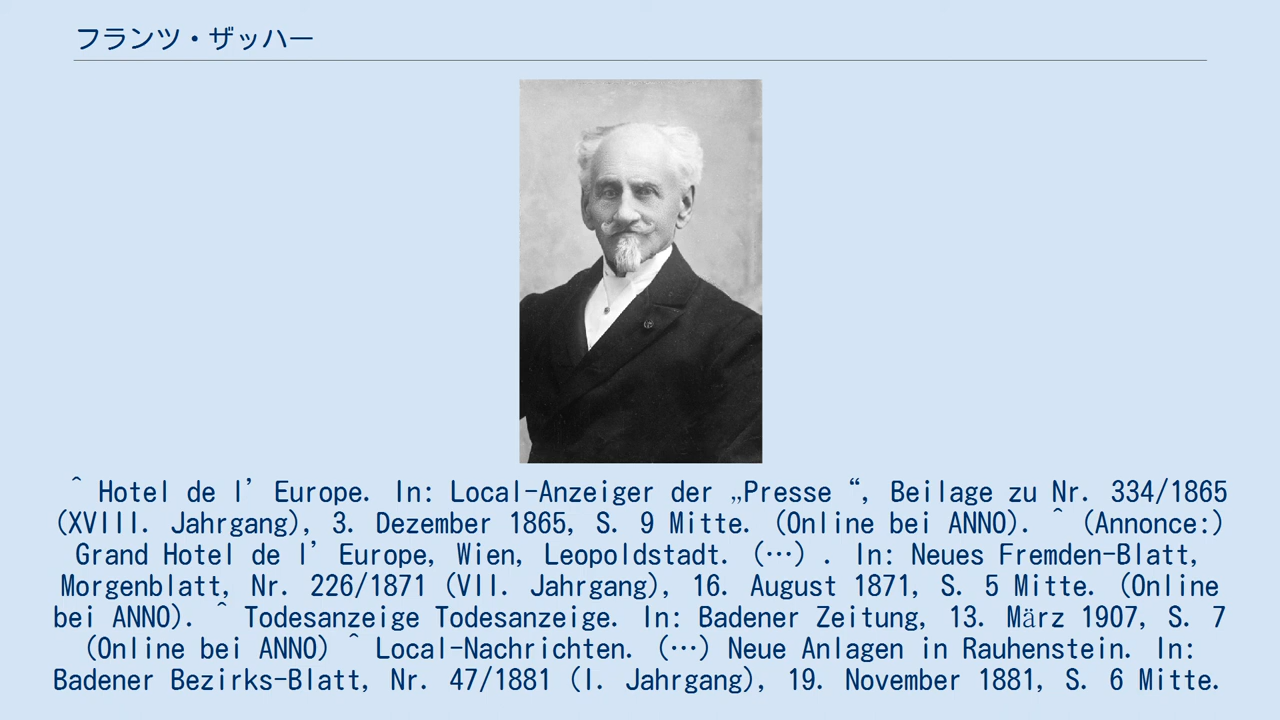 フランツ・ザッハー
^ Hotel de l’ Europe. In: Local-Anzeiger der „Presse “, Beilage zu Nr. 334/1865
(XVIII. Jahrgang), 3. Dezember 1865, S. 9 Mitte. (Online bei ANNO). ^ (Annonce:)
Grand Hotel de l’ Europe, Wien, Leopoldstadt. (…) . In: Neues Fremden-Blatt,
Morgenblatt, Nr. 226/1871 (VII. Jahrgang), 16. August 1871, S. 5 Mitte. (Online
bei ANNO). ^ Todesanzeige Todesanzeige. In: Badener Zeitung, 13. März 1907, S. 7
(Online bei ANNO) ^ Local-Nachrichten. (…) Neue Anlagen in Rauhenstein. In:
Badener Bezirks-Blatt, Nr. 47/1881 (I. Jahrgang), 19. November 1881, S. 6 Mitte.